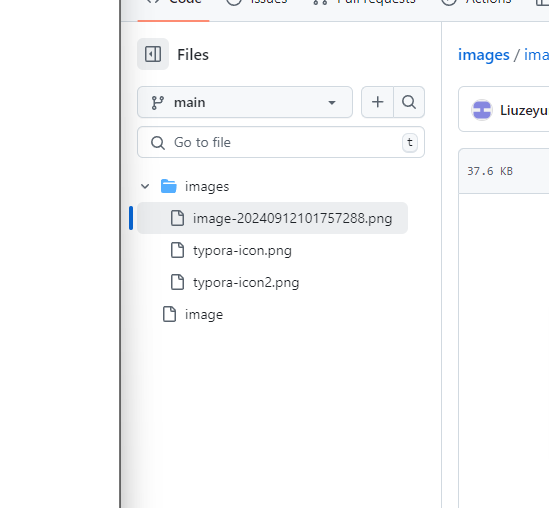 Code Issues Pull requests Actions
Files
images / ima
main
Liuzeyu
Go to file t
37.6 KB
images
image-20240912101757288.png
typora-icon.png
typora-icon2.png
image